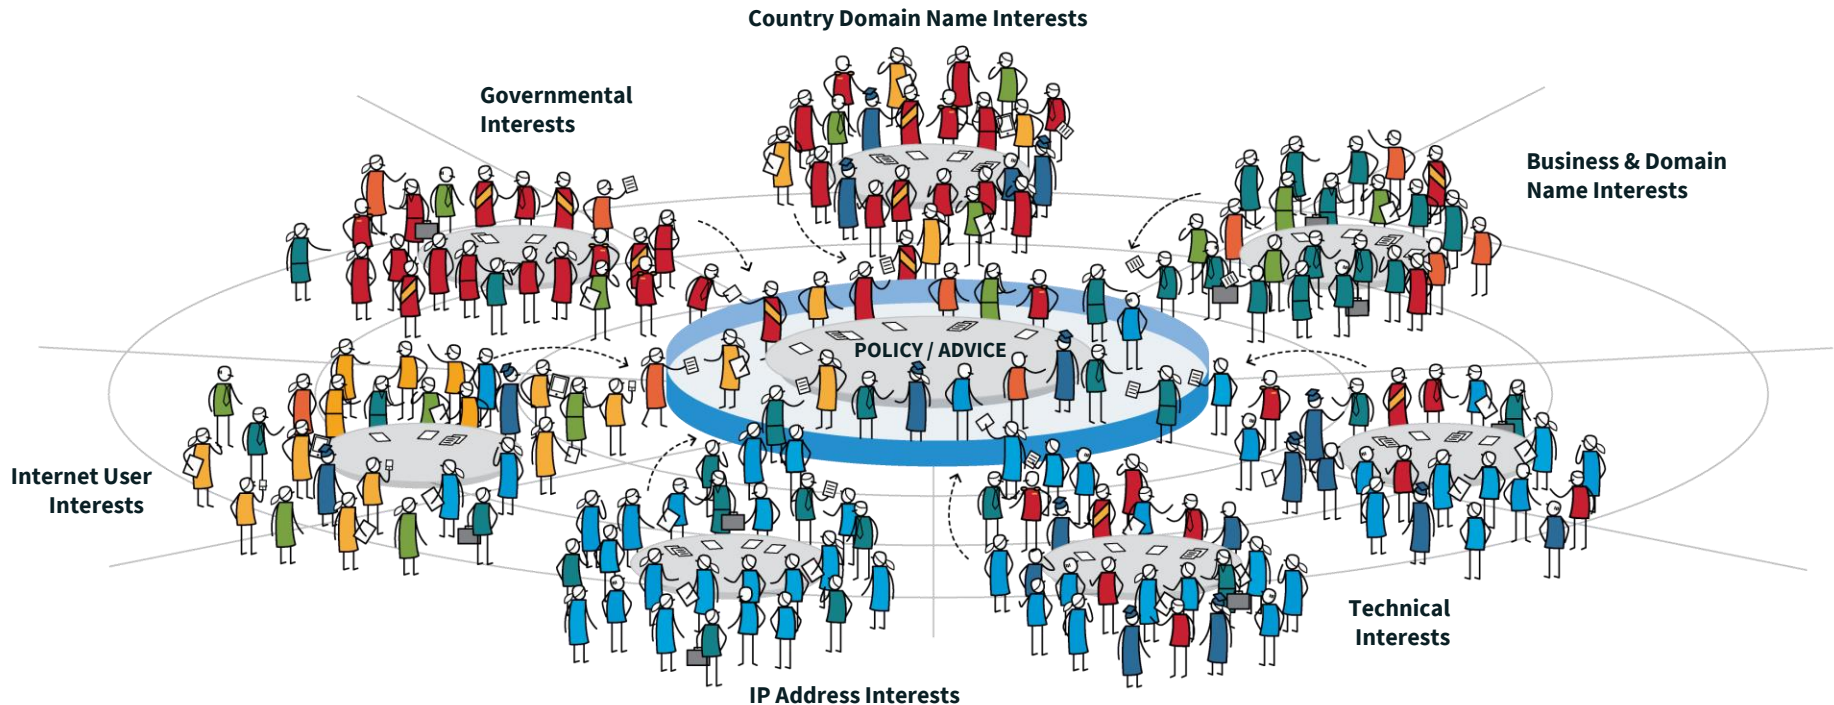 Country Domain Name Interests
Governmental
Interests
Business & Domain
Name Interests
POLICY / ADVICE
Internet User
Interests
Technical
Interests
IP Address Interests